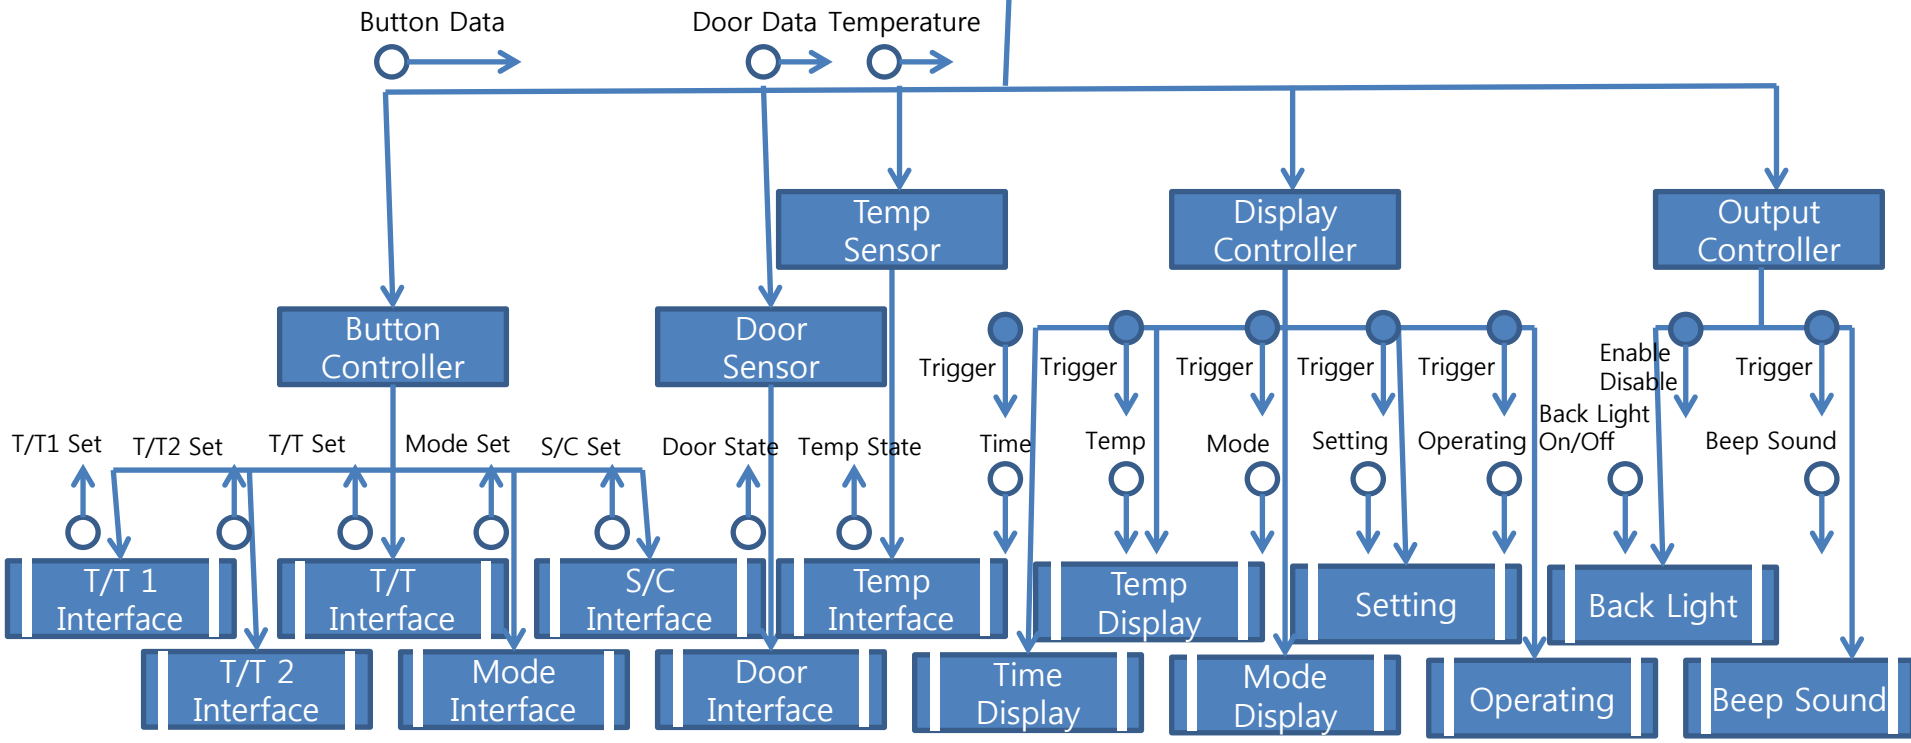 Button Data
Door Data
Temperature
Temp
Sensor
Display
Controller
Output
Controller
Button
Controller
Door
Sensor
Trigger
Trigger
Trigger
Trigger
Trigger
Enable
Disable
Trigger
T/T1 Set
T/T2 Set
T/T Set
Mode Set
S/C Set
Door State
Temp State
Time
Temp
Mode
Setting
Operating
Back Light
On/Off
Beep Sound
T/T 1
Interface
T/T
Interface
S/C
Interface
Temp
Interface
Temp
Display
Setting
Back Light
T/T 2
Interface
Mode
Interface
Door
Interface
Time
Display
Mode
Display
Operating
Beep Sound